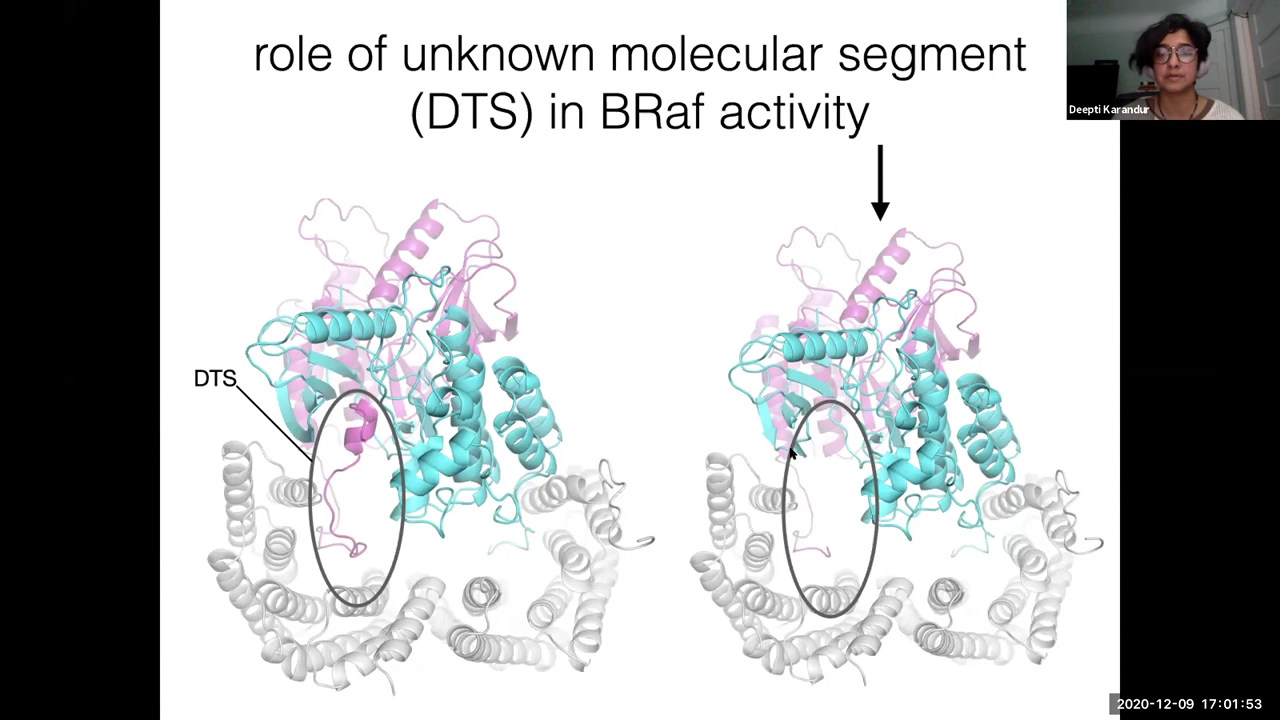 role of unknown molecular segment
(DTS) in BRaf activity
Deepti Karandur
DTS
2020-12-09 17:01:53